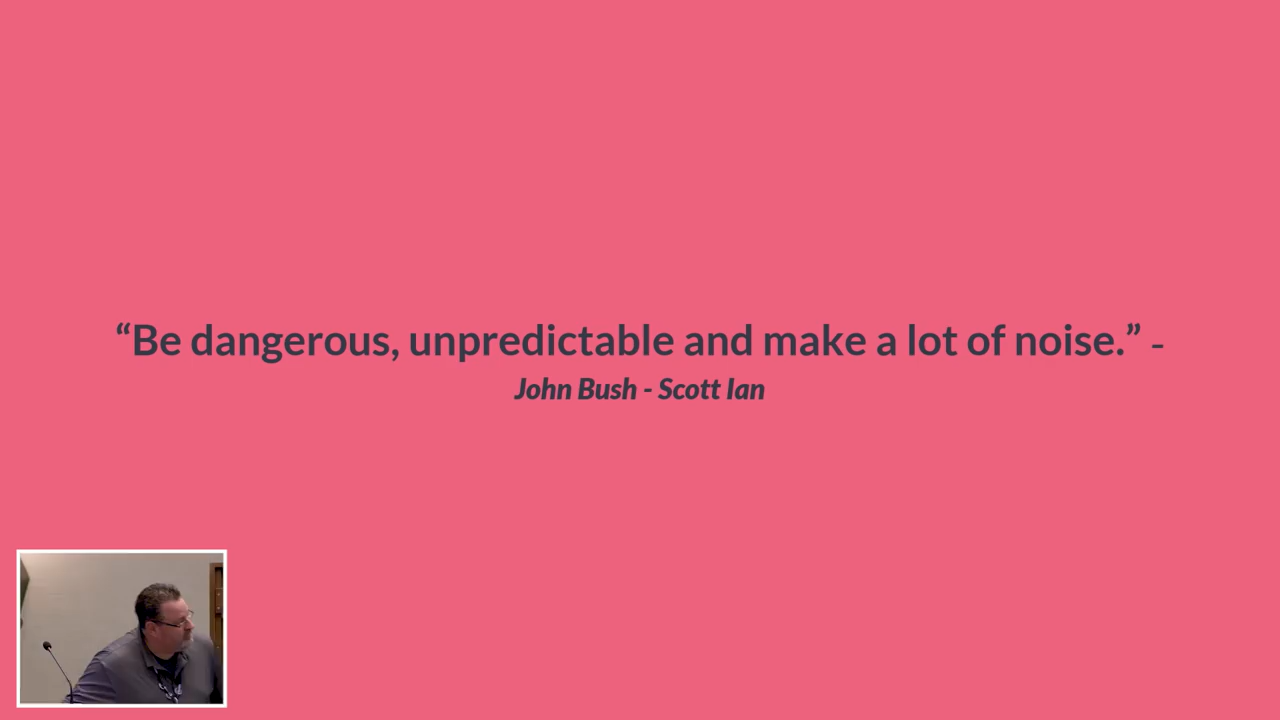 “Be dangerous, unpredictable and make a lot of noise.” -
John Bush - Scott Ian